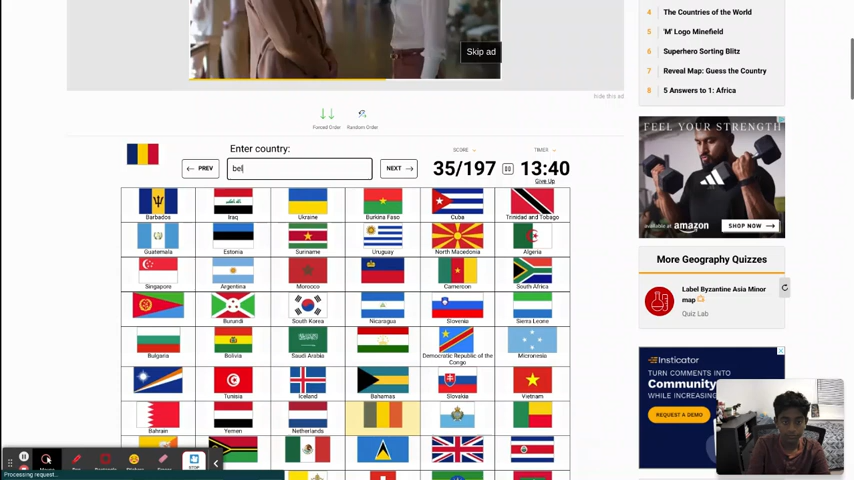 Skip ad
Hide this ad
4 The Countries of the World
5 'M' Logo Minefield
6 Superhero Sorting Blitz
7 Reveal Map: Guess the Country
8 5 Answers to 1: Africa
Forced Order Random Order
Enter country:
← PREV
bel
NEXT →
SCORE
35/197
TIMER
13:40
Give Up
Barbados Iraq Ukraine Burkina Faso Cuba Trinidad and Tobago
Guatemala Estonia Suriname Uruguay North Macedonia Algeria
Singapore Argentina Morocco Cameroon South Africa
Burundi South Korea Nicaragua Slovenia Sierra Leone
Bulgaria Bolivia Saudi Arabia Democratic Republic of the Congo Micronesia
Tunisia Iceland Bahamas Slovakia Vietnam
Bahrain Yemen Netherlands
FEEL YOUR STRENGTH
available at amazon
SHOP NOW →
More Geography Quizzes
Label Byzantine Asia Minor
map
Quiz Lab
Insticator
TURN COMMENTS INTO
Community
WHILE INCREASING
REQUEST A DEMO
STOP
Processing request...